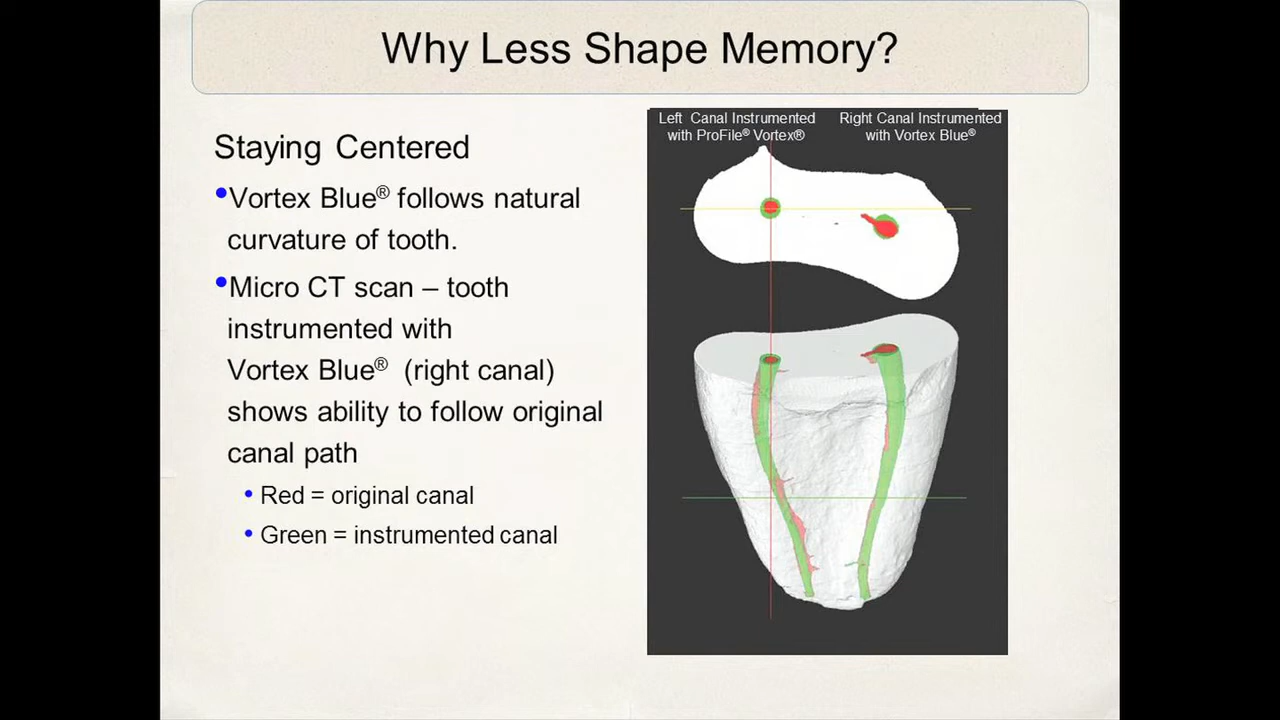 Why Less Shape Memory?
Staying Centered
•Vortex Blue® follows natural
curvature of tooth.
•Micro CT scan – tooth
instrumented with
Vortex Blue® (right canal)
shows ability to follow original
canal path
• Red = original canal
• Green = instrumented canal
Left Canal Instrumented
with ProFile® Vortex®
Right Canal Instrumented
with Vortex Blue®